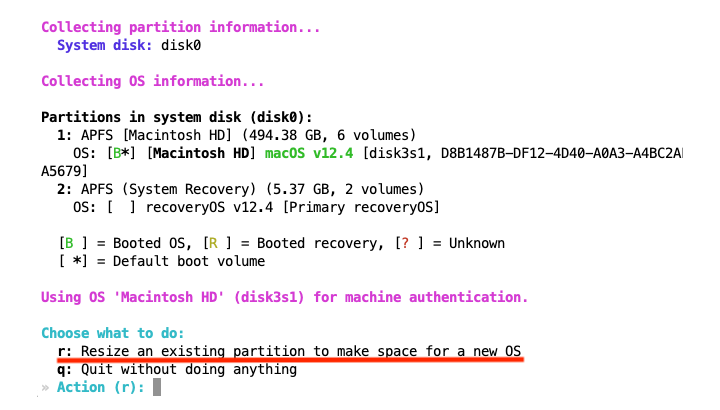 Collecting partition information...
System disk: disk0
Collecting OS information...
Partitions in system disk (disk0):
1: APFS [Macintosh HD] (494.38 GB, 6 volumes)
OS: [B*] [Macintosh HD] macOS v12.4 [disk3s1, D8B1487B-DF12-4D40-A0A3-A4BC2A
A5679]
2: APFS (System Recovery) (5.37 GB, 2 volumes)
OS: [  ] recoveryOS v12.4 [Primary recoveryOS]
[B ] = Booted OS, [R ] = Booted recovery, [? ] = Unknown
[ *] = Default boot volume
Using OS 'Macintosh HD' (disk3s1) for machine authentication.
Choose what to do:
r: Resize an existing partition to make space for a new OS
q: Quit without doing anything
» Action (r):